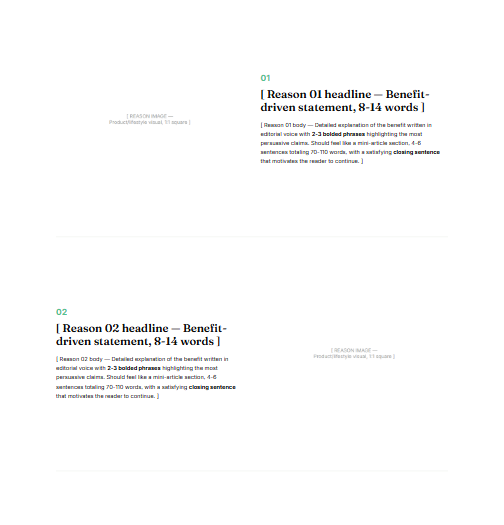 [ REASON IMAGE —
Product/lifestyle visual, 1:1 square ]
01
[ Reason 01 headline — Benefit-
driven statement, 8-14 words ]
[ Reason 01 body — Detailed explanation of the benefit written in
editorial voice with 2-3 bolded phrases highlighting the most
persuasive claims. Should feel like a mini-article section, 4-6
sentences totaling 70-110 words, with a satisfying closing sentence
that motivates the reader to continue. ]
02
[ Reason 02 headline — Benefit-
driven statement, 8-14 words ]
[ Reason 02 body — Detailed explanation of the benefit written in
editorial voice with 2-3 bolded phrases highlighting the most
persuasive claims. Should feel like a mini-article section, 4-6
sentences totaling 70-110 words, with a satisfying closing sentence
that motivates the reader to continue. ]
[ REASON IMAGE —
Product/lifestyle visual, 1:1 square ]